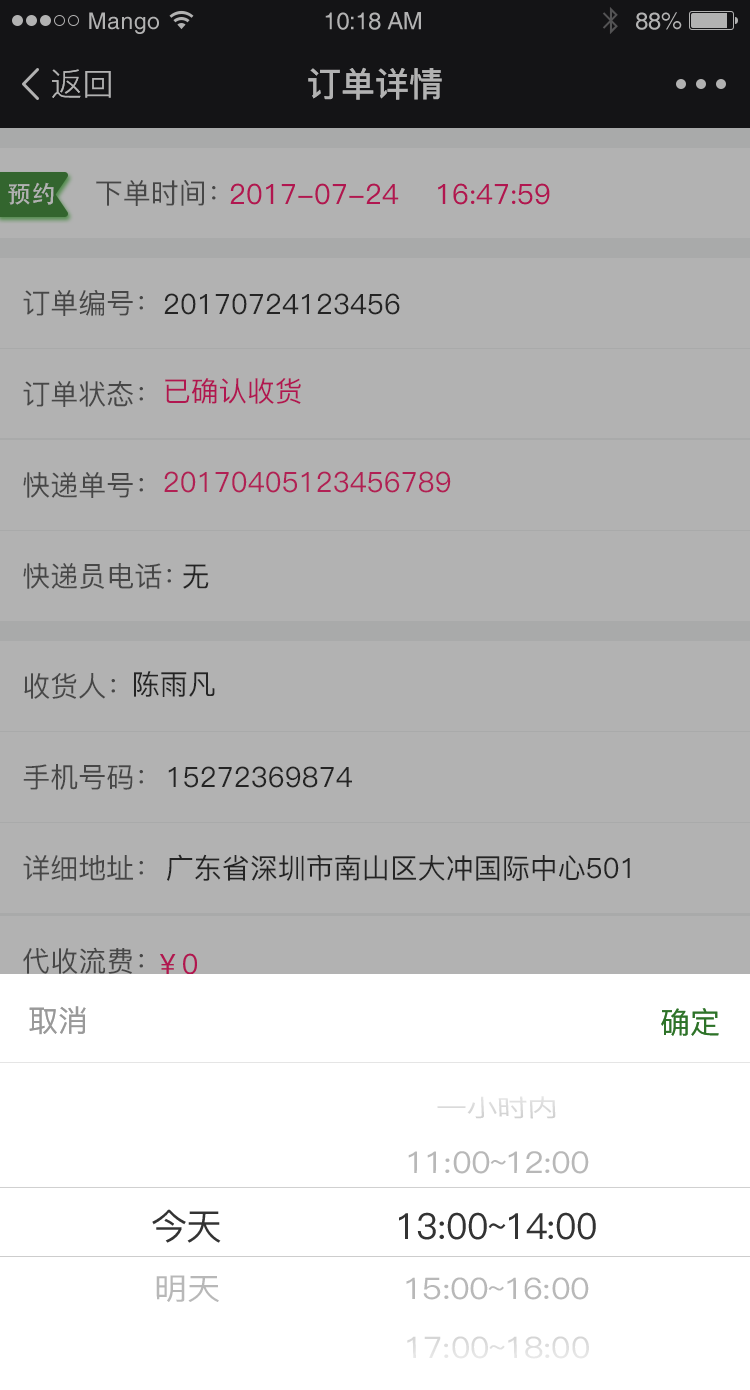 Mango 10:18 AM 88%
返回 订单详情
预约 下单时间：2017-07-24 16:47:59
订单编号：20170724123456
订单状态：已确认收货
快递单号：20170405123456789
快递员电话：无
收货人：陈雨凡
手机号码：15272369874
详细地址：广东省深圳市南山区大冲国际中心501
代收流费：¥0
取消 确定
一小时内
11:00~12:00
今天 13:00~14:00
明天 15:00~16:00
17:00~18:00